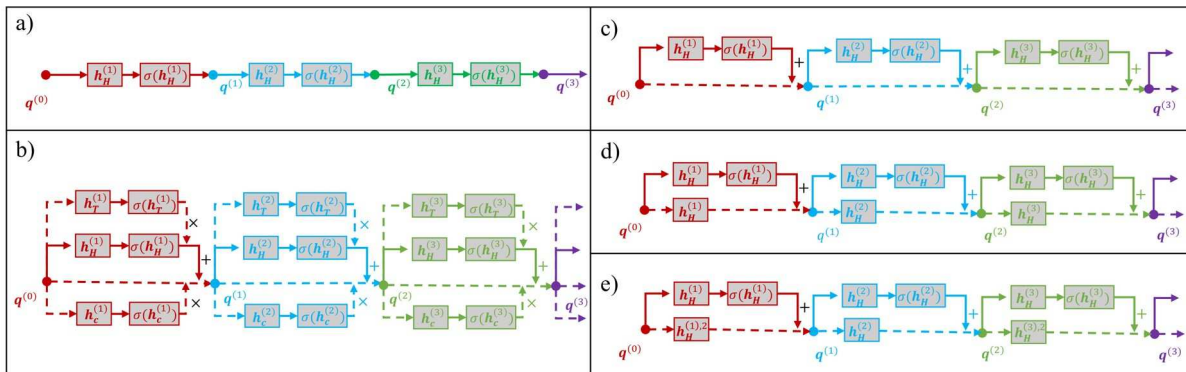 a)
h_H^(1) σ(h_H^(1)) h_H^(2) σ(h_H^(2)) h_H^(3) σ(h_H^(3))
q^(0) q^(1) q^(2) q^(3)
b)
h_T^(1) σ(h_T^(1)) h_T^(2) σ(h_T^(2)) h_T^(3) σ(h_T^(3))
× × ×
h_H^(1) σ(h_H^(1)) h_H^(2) σ(h_H^(2)) h_H^(3) σ(h_H^(3))
+ + +
q^(0) q^(1) q^(2) q^(3)
× × ×
h_c^(1) σ(h_c^(1)) h_c^(2) σ(h_c^(2)) h_c^(3) σ(h_c^(3))
c)
h_H^(1) σ(h_H^(1)) h_H^(2) σ(h_H^(2)) h_H^(3) σ(h_H^(3))
+ + +
q^(0) q^(1) q^(2) q^(3)
d)
h_H^(1) σ(h_H^(1)) h_H^(2) σ(h_H^(2)) h_H^(3) σ(h_H^(3))
+ + +
h_H^(1) h_H^(2) h_H^(3)
q^(0) q^(1) q^(2) q^(3)
e)
h_H^(1) σ(h_H^(1)) h_H^(2) σ(h_H^(2)) h_H^(3) σ(h_H^(3))
+ + +
h_H^(1),2 h_H^(2) h_H^(3),2
q^(0) q^(1) q^(2) q^(3)